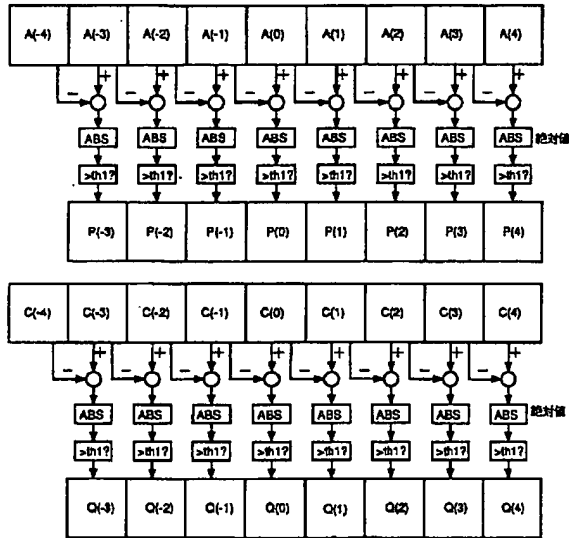 A(-4) A(-3) A(-2) A(-1) A(0) A(1) A(2) A(3) A(4)
− + − + − + − + − + − + − + − +
ABS ABS ABS ABS ABS ABS ABS ABS 絶対値
>th1? >th1? >th1? >th1? >th1? >th1? >th1? >th1?
P(-3) P(-2) P(-1) P(0) P(1) P(2) P(3) P(4)
C(-4) C(-3) C(-2) C(-1) C(0) C(1) C(2) C(3) C(4)
− + − + − + − + − + − + − + − +
ABS ABS ABS ABS ABS ABS ABS ABS 絶対値
>th1? >th1? >th1? >th1? >th1? >th1? >th1? >th1?
Q(-3) Q(-2) Q(-1) Q(0) Q(1) Q(2) Q(3) Q(4)